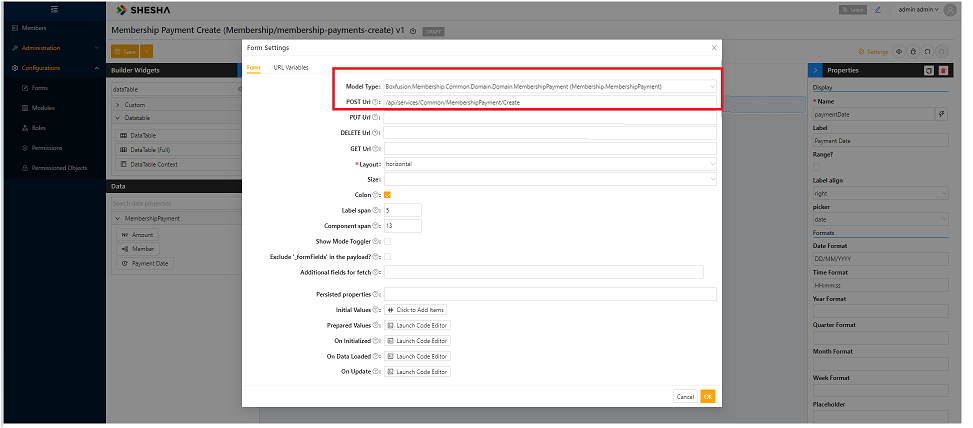 SHESHA
Latest
admin admin
Members
Administration
Configurations
Forms
Modules
Roles
Permissions
Permissioned Objects
Membership Payment Create (Membership/membership-payments-create) v1
DRAFT
Save
Settings
Builder Widgets
dataTable
Custom
Datatable
DataTable
DataTable (Full)
DataTable Context
Data
Search data properties
MembershipPayment
Amount
Member
Payment Date
Form Settings
Form
URL Variables
Model Type: Boxfusion.Membership.Common.Domain.Domain.MembershipPayment (Membership.MembershipPayment)
POST Url : /api/services/Common/MembershipPayment/Create
PUT Url :
DELETE Url :
GET Url :
* Layout: horizontal
Size:
Colon :
Label span : 5
Component span : 13
Show Mode Toggler :
Exclude '_formFields' in the payload? :
Additional fields for fetch :
Persisted properties :
Initial Values : Click to Add Items
Prepared Values : Launch Code Editor
On Initialized : Launch Code Editor
On Data Loaded : Launch Code Editor
On Update : Launch Code Editor
Cancel
OK
Properties
Display
* Name
paymentDate
Label
Payment Date
Range?
Label align
right
picker
date
Formats
Date Format
DD/MM/YYYY
Time Format
HH:mm:ss
Year Format
Quarter Format
Month Format
Week Format
Placeholder